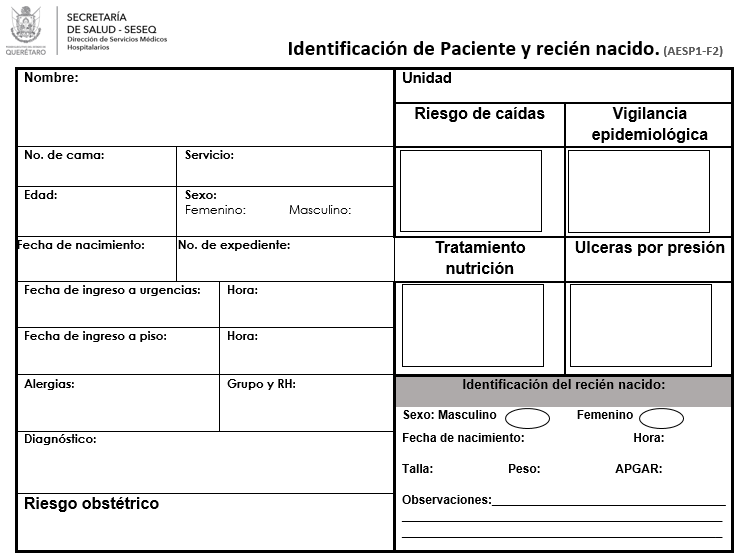 SECRETARÍA
DE SALUD - SESEQ
Dirección de Servicios Médicos
Hospitalarios
QUERÉTARO
Identificación de Paciente y recién nacido. (AESP1-F2)
Nombre:
Unidad
Riesgo de caídas
Vigilancia
epidemiológica
No. de cama:
Servicio:
Edad:
Sexo:
Femenino: Masculino:
Fecha de nacimiento:
No. de expediente:
Tratamiento
nutrición
Ulceras por presión
Fecha de ingreso a urgencias:
Hora:
Fecha de ingreso a piso:
Hora:
Alergias:
Grupo y RH:
Diagnóstico:
Riesgo obstétrico
Identificación del recién nacido:
Sexo: Masculino Femenino
Fecha de nacimiento: Hora:
Talla: Peso: APGAR:
Observaciones: